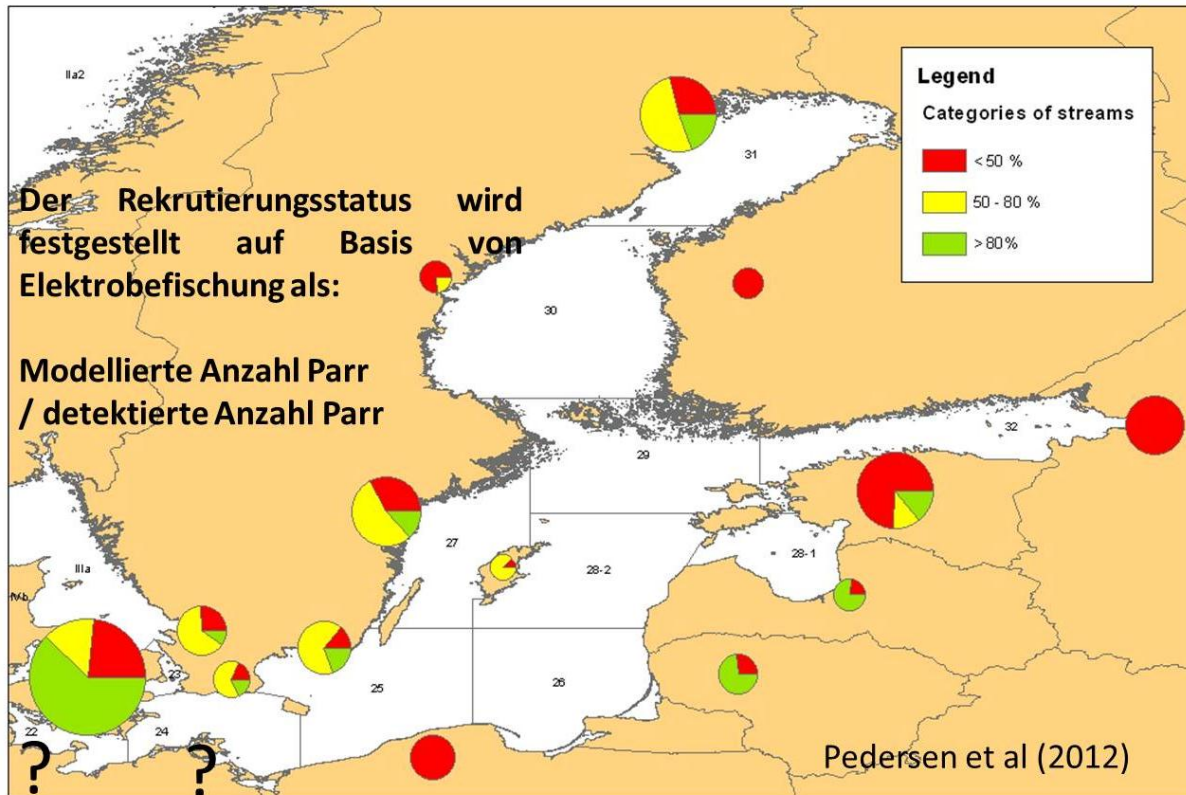 IIa2
Legend
Categories of streams
<50 %
50 - 80 %
>80%
31
Der Rekrutierungsstatus wird
festgestellt auf Basis von
Elektrobefischung als:
30
Modellierte Anzahl Parr
/ detektierte Anzahl Parr
32
29
27
28-2
28-1
IIIa
IVb
23
25
26
22
24
?
?
Pedersen et al (2012)